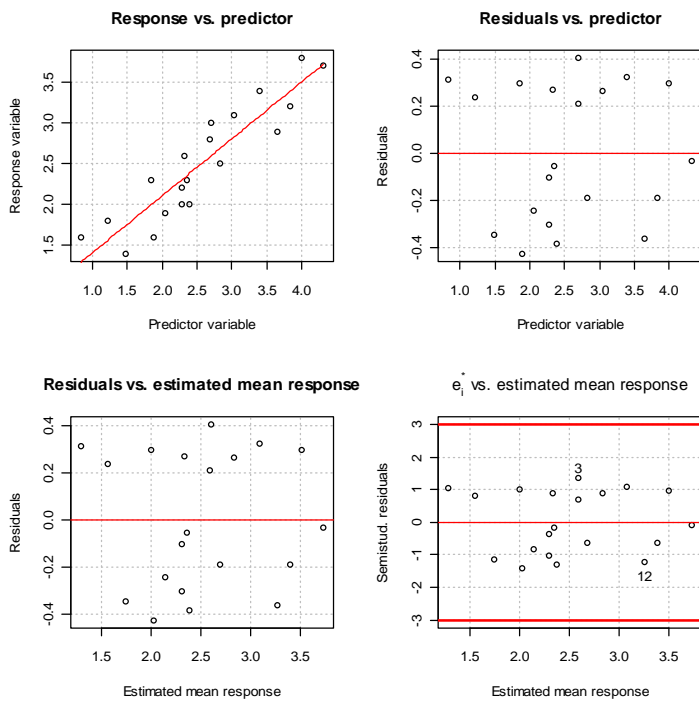 Response vs. predictor
Response variable
3.5
3.0
2.5
2.0
1.5
1.0 1.5 2.0 2.5 3.0 3.5 4.0
Predictor variable
Residuals vs. predictor
Residuals
0.4
0.2
0.0
-0.2
-0.4
1.0 1.5 2.0 2.5 3.0 3.5 4.0
Predictor variable
Residuals vs. estimated mean response
Residuals
0.4
0.2
0.0
-0.2
-0.4
1.5 2.0 2.5 3.0 3.5
Estimated mean response
e*i vs. estimated mean response
Semistud. residuals
3
2
1
0
-1
-2
-3
3
12
1.5 2.0 2.5 3.0 3.5
Estimated mean response